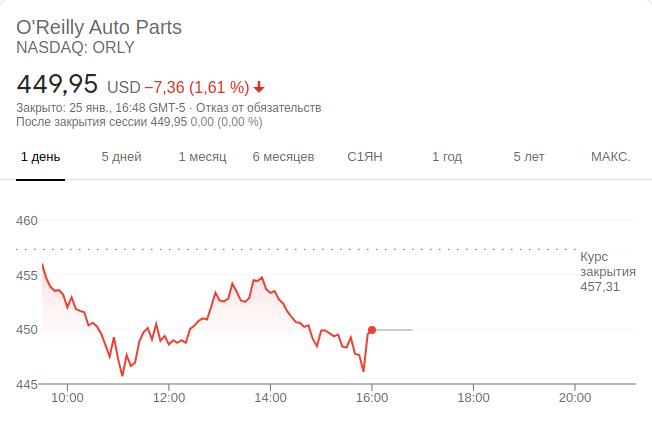 O'Reilly Auto Parts
NASDAQ: ORLY
449,95 USD −7,36 (1,61 %)
Закрыто: 25 янв., 16:48 GMT-5 · Отказ от обязательств
После закрытия сессии 449,95 0,00 (0,00 %)
1 день 5 дней 1 месяц 6 месяцев С1ЯН 1 год 5 лет МАКС.
460
455
450
445
Курс
закрытия
457,31
10:00 12:00 14:00 16:00 18:00 20:00